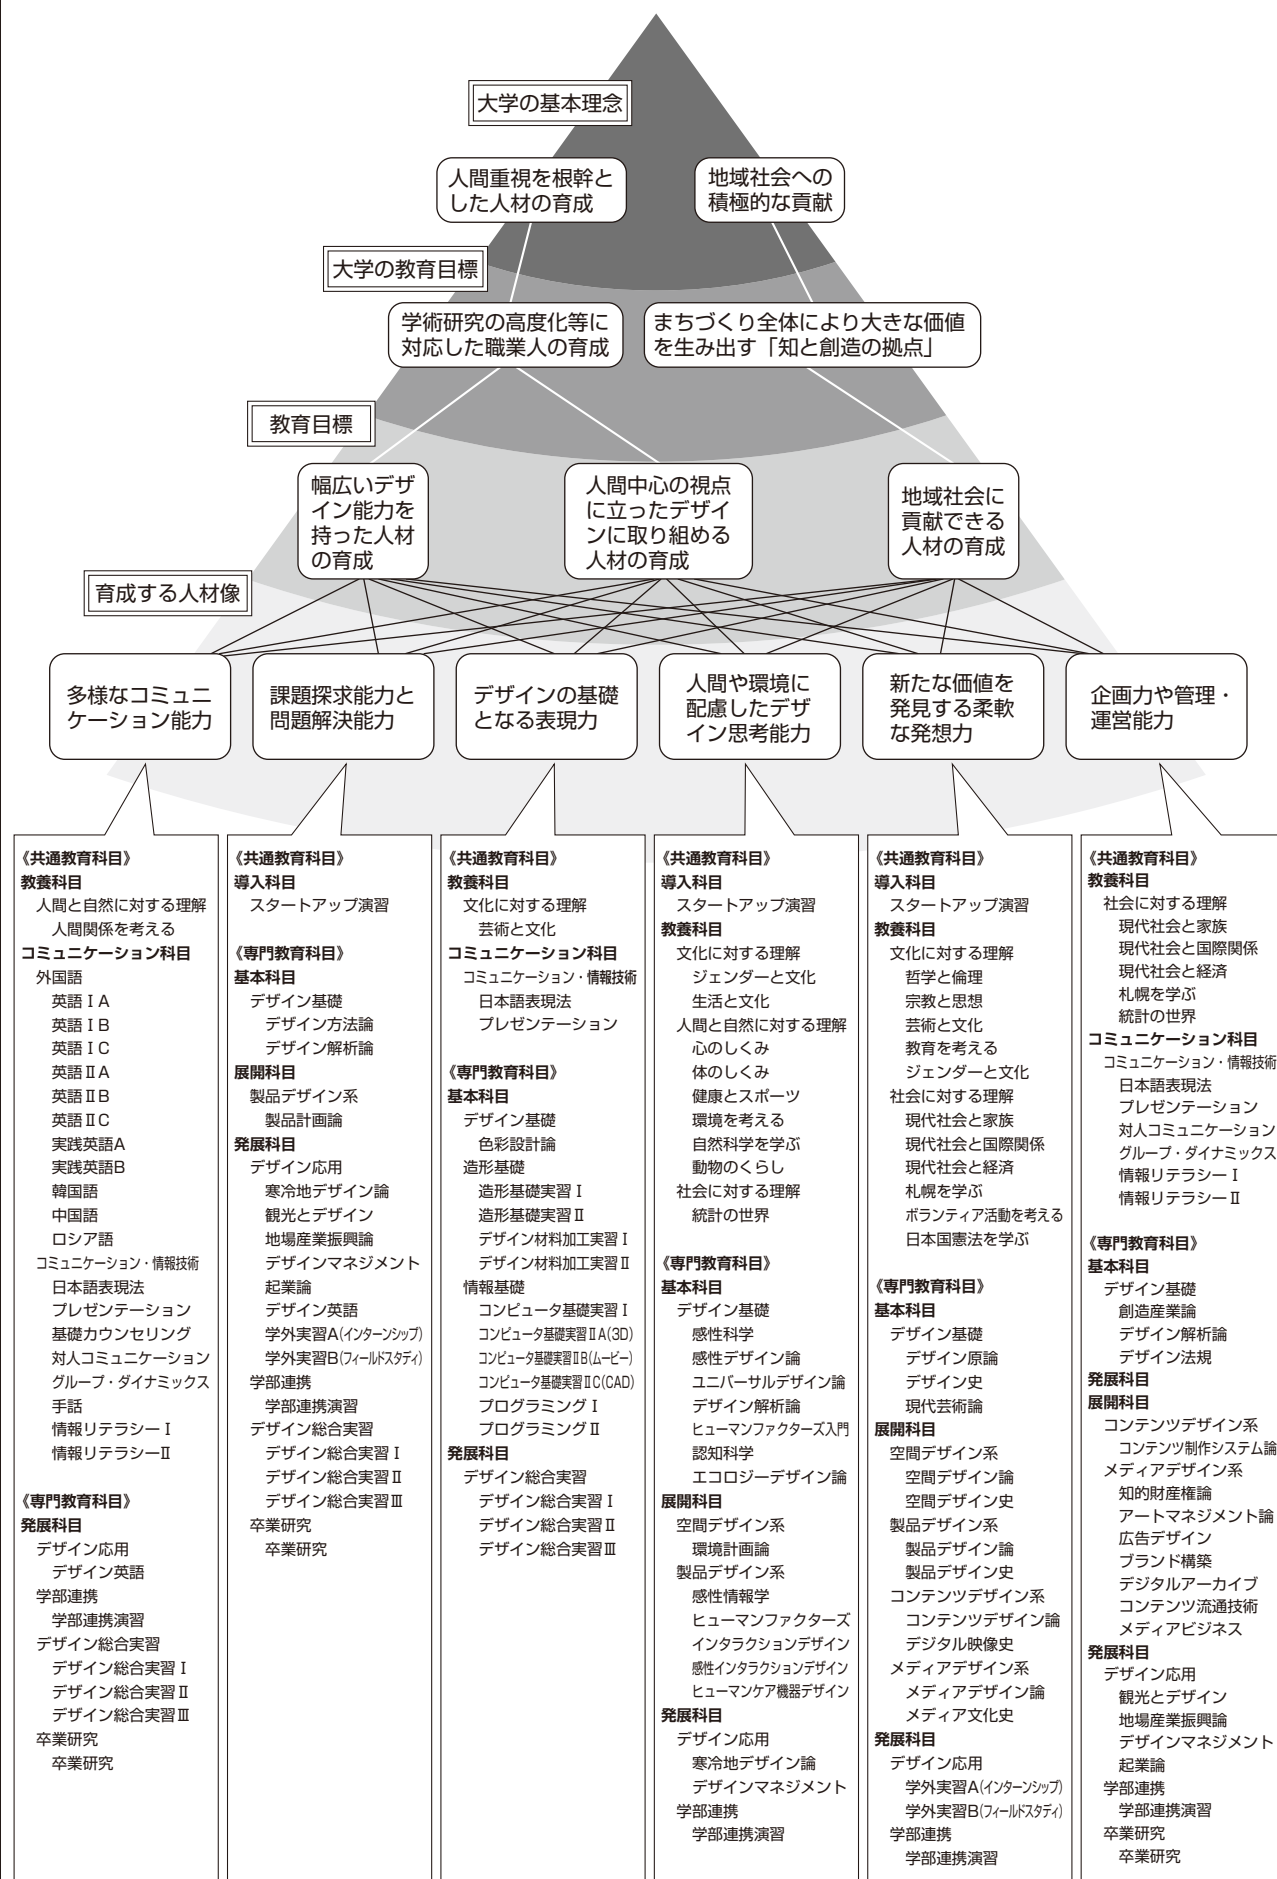 大学の基本理念
人間重視を根幹と
した人材の育成
地域社会への
積極的な貢献
大学の教育目標
学術研究の高度化等に
対応した職業人の育成
まちづくり全体により大きな価値
を生み出す「知と創造の拠点」
教育目標
幅広いデザ
イン能力を
持った人材
の育成
人間中心の視点
に立ったデザイ
ンに取り組める
人材の育成
地域社会に
貢献できる
人材の育成
育成する人材像
多様なコミュニ
ケーション能力
課題探求能力と
問題解決能力
デザインの基礎
となる表現力
人間や環境に
配慮したデザ
イン思考能力
新たな価値を
発見する柔軟
な発想力
企画力や管理・
運営能力
《共通教育科目》
教養科目
人間と自然に対する理解
人間関係を考える
コミュニケーション科目
外国語
英語ⅠA
英語ⅠB
英語ⅠC
英語ⅡA
英語ⅡB
英語ⅡC
実践英語A
実践英語B
韓国語
中国語
ロシア語
コミュニケーション・情報技術
日本語表現法
プレゼンテーション
基礎カウンセリング
対人コミュニケーション
グループ・ダイナミックス
手話
情報リテラシーⅠ
情報リテラシーⅡ
《専門教育科目》
発展科目
デザイン応用
デザイン英語
学部連携
学部連携演習
デザイン総合実習
デザイン総合実習Ⅰ
デザイン総合実習Ⅱ
デザイン総合実習Ⅲ
卒業研究
卒業研究
《共通教育科目》
導入科目
スタートアップ演習
《専門教育科目》
基本科目
デザイン基礎
デザイン方法論
デザイン解析論
展開科目
製品デザイン系
製品計画論
発展科目
デザイン応用
寒冷地デザイン論
観光とデザイン
地場産業振興論
デザインマネジメント
起業論
デザイン英語
学外実習A(インターンシップ)
学外実習B(フィールドスタディ)
学部連携
学部連携演習
デザイン総合実習
デザイン総合実習Ⅰ
デザイン総合実習Ⅱ
デザイン総合実習Ⅲ
卒業研究
卒業研究
《共通教育科目》
教養科目
文化に対する理解
芸術と文化
コミュニケーション科目
コミュニケーション・情報技術
日本語表現法
プレゼンテーション
《専門教育科目》
基本科目
デザイン基礎
色彩設計論
造形基礎
造形基礎実習Ⅰ
造形基礎実習Ⅱ
デザイン材料加工実習Ⅰ
デザイン材料加工実習Ⅱ
情報基礎
コンピュータ基礎実習Ⅰ
コンピュータ基礎実習ⅡA(3D)
コンピュータ基礎実習ⅡB(ムービー)
コンピュータ基礎実習ⅡC(CAD)
プログラミングⅠ
プログラミングⅡ
発展科目
デザイン総合実習
デザイン総合実習Ⅰ
デザイン総合実習Ⅱ
デザイン総合実習Ⅲ
《共通教育科目》
導入科目
スタートアップ演習
教養科目
文化に対する理解
ジェンダーと文化
生活と文化
人間と自然に対する理解
心のしくみ
体のしくみ
健康とスポーツ
環境を考える
自然科学を学ぶ
動物のくらし
社会に対する理解
統計の世界
《専門教育科目》
基本科目
デザイン基礎
感性科学
感性デザイン論
ユニバーサルデザイン論
デザイン解析論
ヒューマンファクターズ入門
認知科学
エコロジーデザイン論
展開科目
空間デザイン系
環境計画論
製品デザイン系
感性情報学
ヒューマンファクターズ
インタラクションデザイン
感性インタラクションデザイン
ヒューマンケア機器デザイン
発展科目
デザイン応用
寒冷地デザイン論
デザインマネジメント
学部連携
学部連携演習
《共通教育科目》
導入科目
スタートアップ演習
教養科目
文化に対する理解
哲学と倫理
宗教と思想
芸術と文化
教育を考える
ジェンダーと文化
社会に対する理解
現代社会と家族
現代社会と国際関係
現代社会と経済
札幌を学ぶ
ボランティア活動を考える
日本国憲法を学ぶ
《専門教育科目》
基本科目
デザイン基礎
デザイン原論
デザイン史
現代芸術論
展開科目
空間デザイン系
空間デザイン論
空間デザイン史
製品デザイン系
製品デザイン論
製品デザイン史
コンテンツデザイン系
コンテンツデザイン論
デジタル映像史
メディアデザイン系
メディアデザイン論
メディア文化史
発展科目
デザイン応用
学外実習A(インターンシップ)
学外実習B(フィールドスタディ)
学部連携
学部連携演習
《共通教育科目》
教養科目
社会に対する理解
現代社会と家族
現代社会と国際関係
現代社会と経済
札幌を学ぶ
統計の世界
コミュニケーション科目
コミュニケーション・情報技術
日本語表現法
プレゼンテーション
対人コミュニケーション
グループ・ダイナミックス
情報リテラシーⅠ
情報リテラシーⅡ
《専門教育科目》
基本科目
デザイン基礎
創造産業論
デザイン解析論
デザイン法規
発展科目
展開科目
コンテンツデザイン系
コンテンツ制作システム論
メディアデザイン系
知的財産権論
アートマネジメント論
広告デザイン
ブランド構築
デジタルアーカイブ
コンテンツ流通技術
メディアビジネス
発展科目
デザイン応用
観光とデザイン
地場産業振興論
デザインマネジメント
起業論
学部連携
学部連携演習
卒業研究
卒業研究